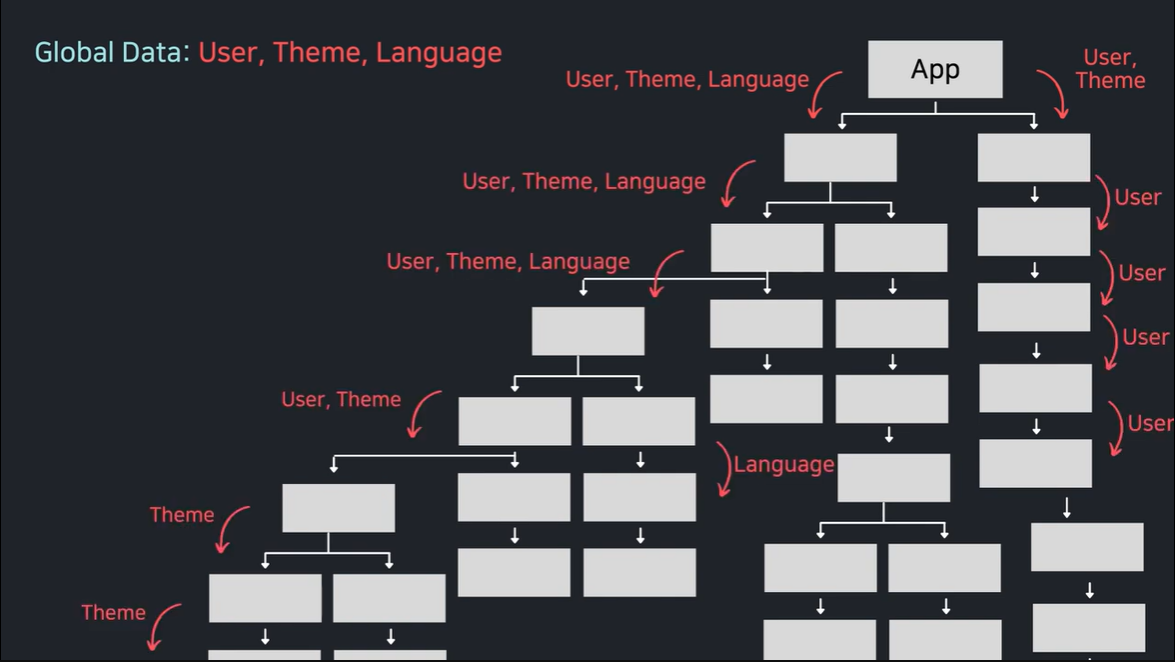 Global Data: User, Theme, Language
App
User, Theme, Language
User,
Theme
User, Theme, Language
User
User, Theme, Language
User
User
User, Theme
User
Language
Theme
Theme